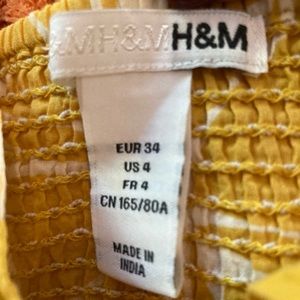 H&M H&M H&M
EUR 34
US 4
FR 4
CN 165/80A
MADE IN
INDIA